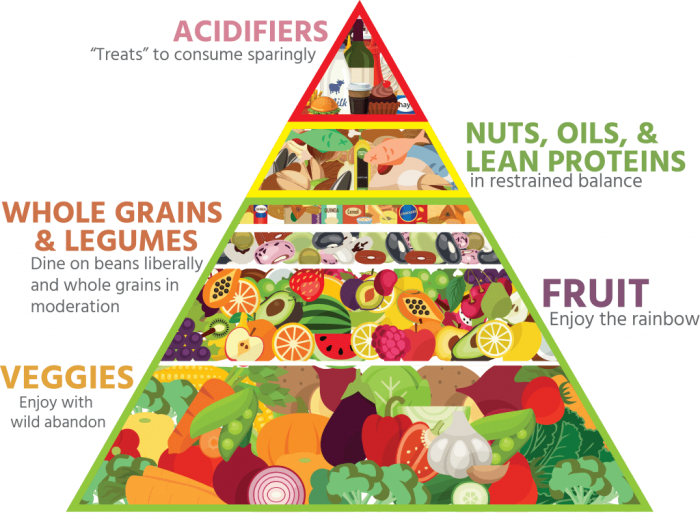 ACIDIFIERS
“Treats” to consume sparingly
NUTS, OILS, &
LEAN PROTEINS
in restrained balance
WHOLE GRAINS
& LEGUMES
Dine on beans liberally
and whole grains in
moderation
FRUIT
Enjoy the rainbow
VEGGIES
Enjoy with
wild abandon